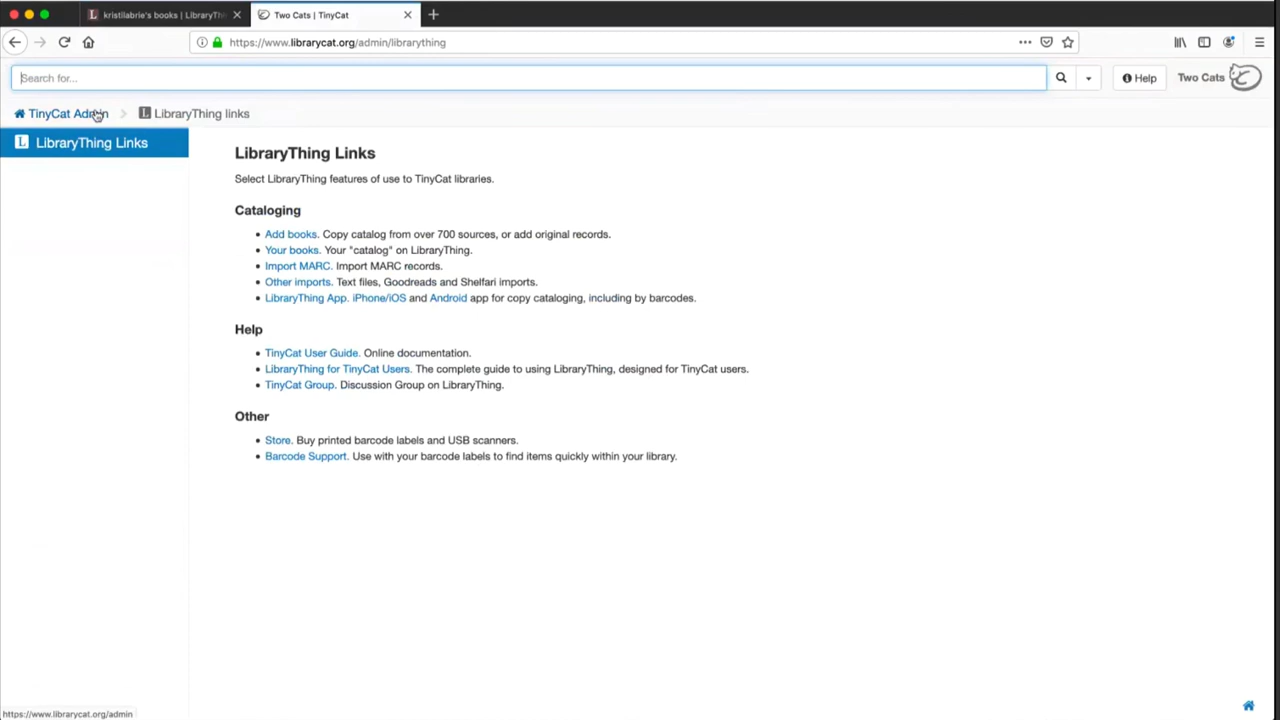 kristilabrie's books | LibraryThi
Two Cats | TinyCat
https://www.librarycat.org/admin/librarything
Search for...
Help
Two Cats
TinyCat Admin
LibraryThing links
LibraryThing Links
LibraryThing Links
Select LibraryThing features of use to TinyCat libraries.
Cataloging
• Add books. Copy catalog from over 700 sources, or add original records.
• Your books. Your "catalog" on LibraryThing.
• Import MARC. Import MARC records.
• Other imports. Text files, Goodreads and Shelfari imports.
• LibraryThing App. iPhone/iOS and Android app for copy cataloging, including by barcodes.
Help
• TinyCat User Guide. Online documentation.
• LibraryThing for TinyCat Users. The complete guide to using LibraryThing, designed for TinyCat users.
• TinyCat Group. Discussion Group on LibraryThing.
Other
• Store. Buy printed barcode labels and USB scanners.
• Barcode Support. Use with your barcode labels to find items quickly within your library.
https://www.librarycat.org/admin